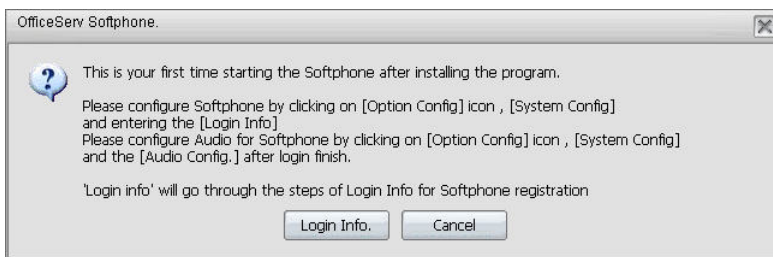 OfficeServ Softphone.
This is your first time starting the Softphone after installing the program.
Please configure Softphone by clicking on [Option Config] icon , [System Config]
and entering the [Login Info]
Please configure Audio for Softphone by clicking on [Option Config] icon , [System Config]
and the [Audio Config.] after login finish.
'Login info' will go through the steps of Login Info for Softphone registration
Login Info.
Cancel